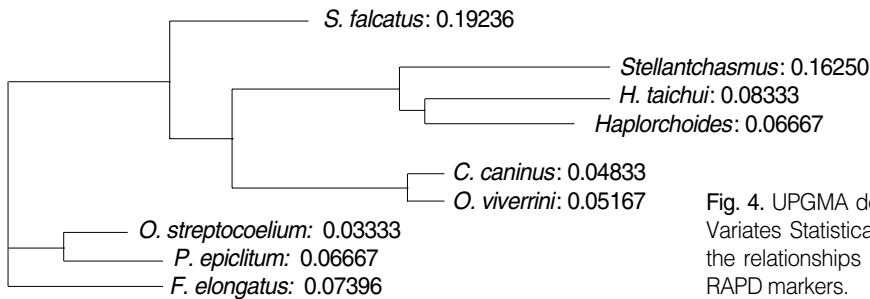 S. falcatus: 0.19236
Stellantchasmus: 0.16250
H. taichui: 0.08333
Haplorchoides: 0.06667
C. caninus: 0.04833
O. viverrini: 0.05167
O. streptocoelium: 0.03333
P. epiclitum: 0.06667
F. elongatus: 0.07396
Fig. 4. UPGMA de
Variates Statistica
the relationships
RAPD markers.